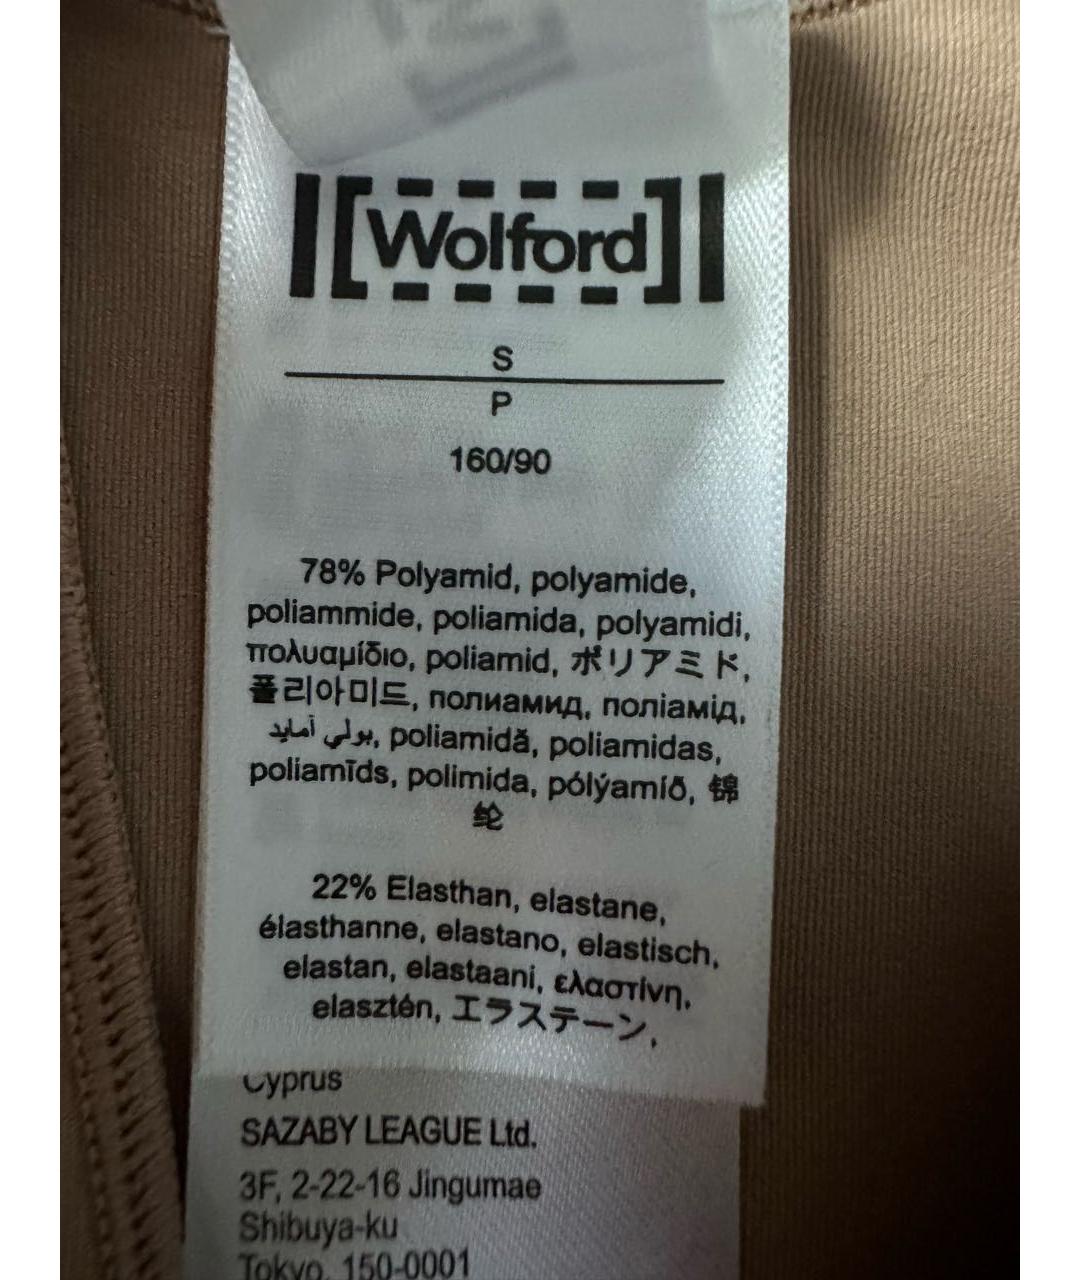 Wolford
S
P
160/90
78% Polyamid, polyamide,
poliammide, poliamida, polyamidi,
πολυαμίδιο, poliamid, ポリアミド,
폴리아미드, полиамид, поліамід,
بولي أمايد, poliamidă, poliamidas,
poliamīds, polimida, pólýamíð, 锦
纶
22% Elasthan, elastane,
élasthanne, elastano, elastisch,
elastan, elastaani, ελαστίνη,
elasztén, エラステーン,
Cyprus
SAZABY LEAGUE Ltd.
3F, 2-22-16 Jingumae
Shibuya-ku
Tokyo, 150-0001